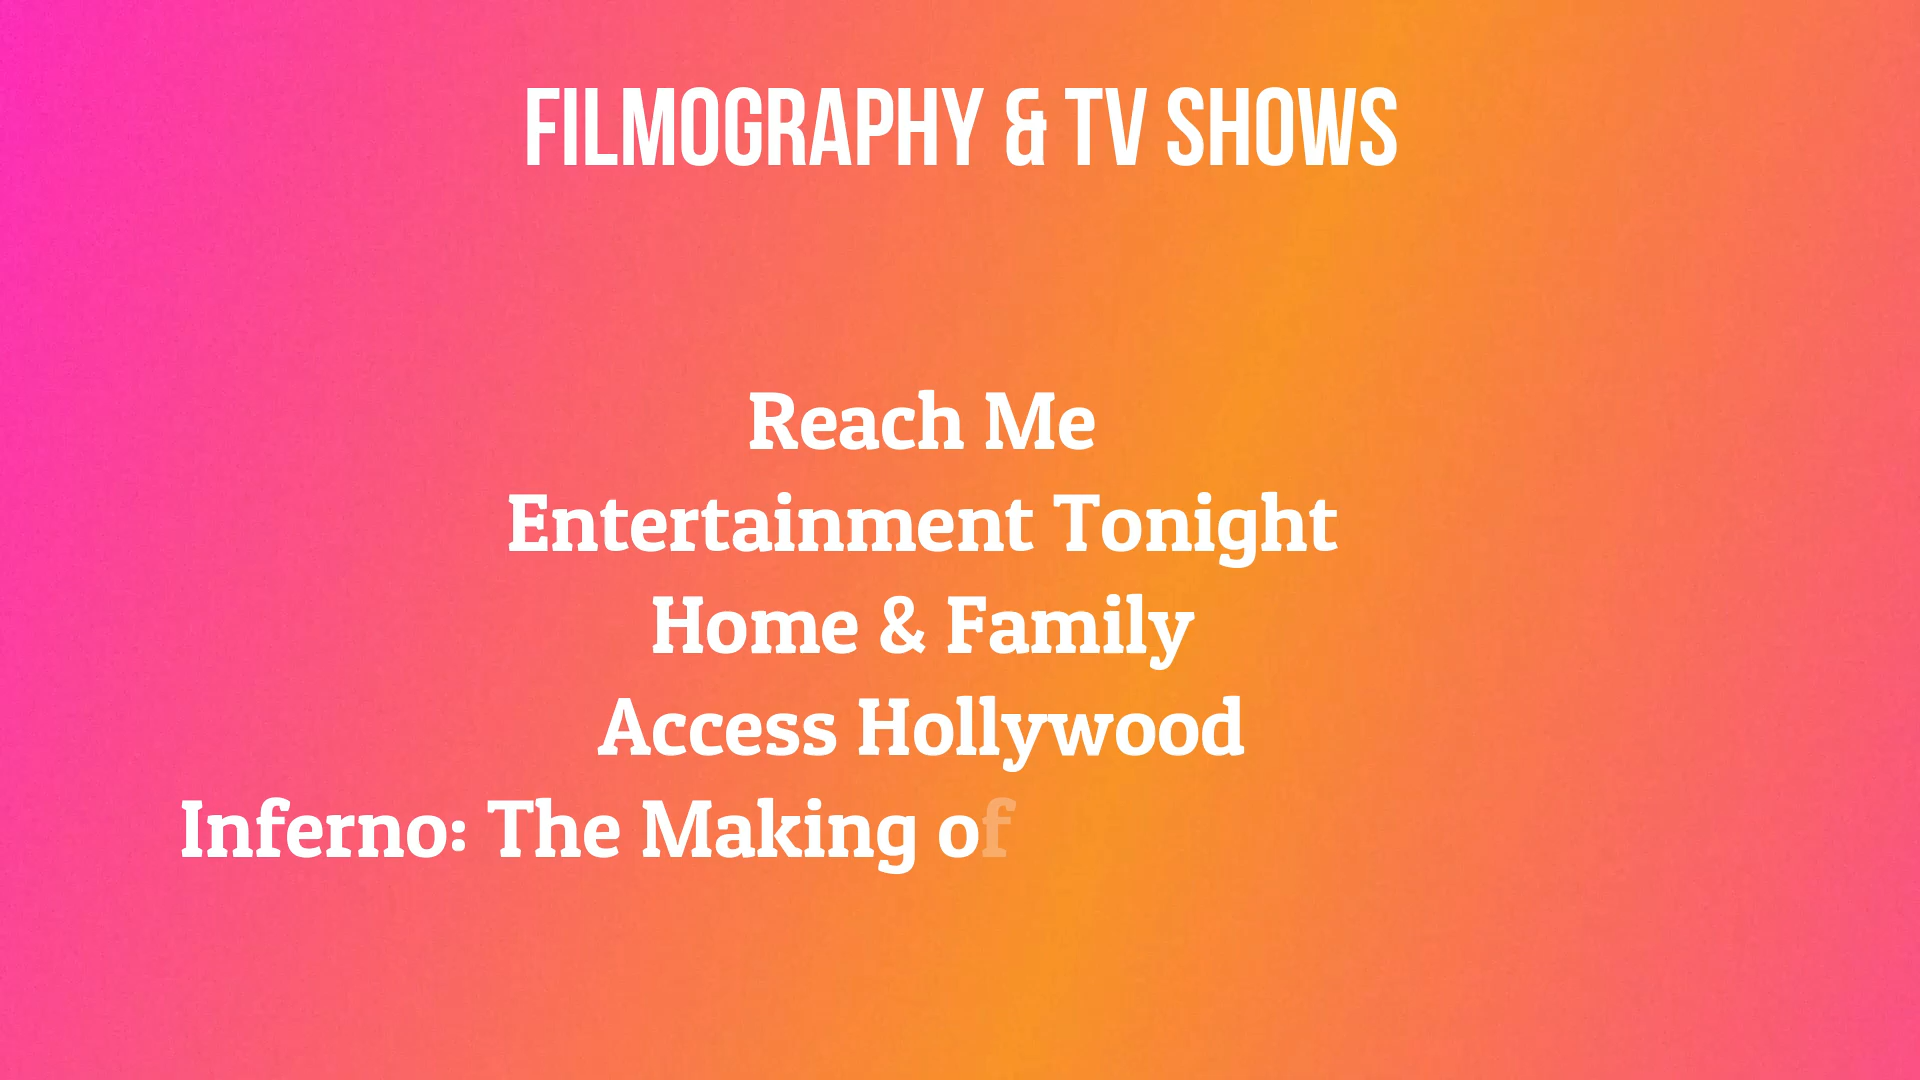 FILMOGRAPHY & TV SHOWS
Reach Me
Entertainment Tonight
Home & Family
Access Hollywood
Inferno: The Making of